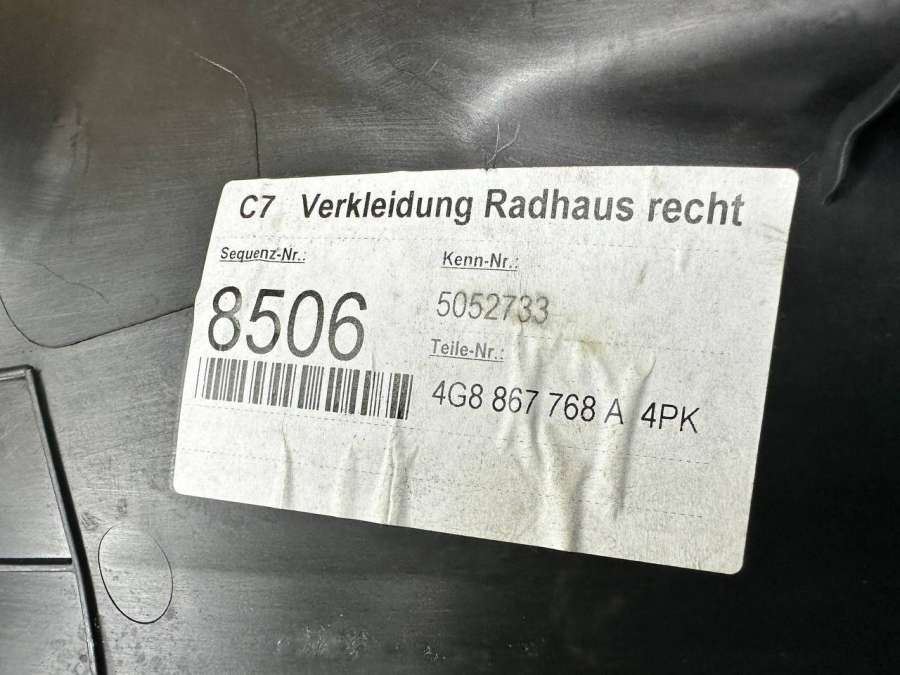 C7 Verkleidung Radhaus recht
Sequenz-Nr.:
8506
Kenn-Nr.:
5052733
Teile-Nr.:
4G8 867 768 A 4PK